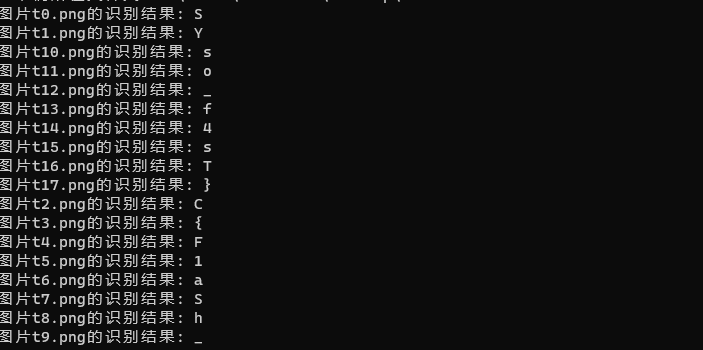 图片t0.png的识别结果: S
图片t1.png的识别结果: Y
图片t10.png的识别结果: s
图片t11.png的识别结果: o
图片t12.png的识别结果: _
图片t13.png的识别结果: f
图片t14.png的识别结果: 4
图片t15.png的识别结果: s
图片t16.png的识别结果: T
图片t17.png的识别结果: }
图片t2.png的识别结果: C
图片t3.png的识别结果: {
图片t4.png的识别结果: F
图片t5.png的识别结果: 1
图片t6.png的识别结果: a
图片t7.png的识别结果: S
图片t8.png的识别结果: h
图片t9.png的识别结果: _